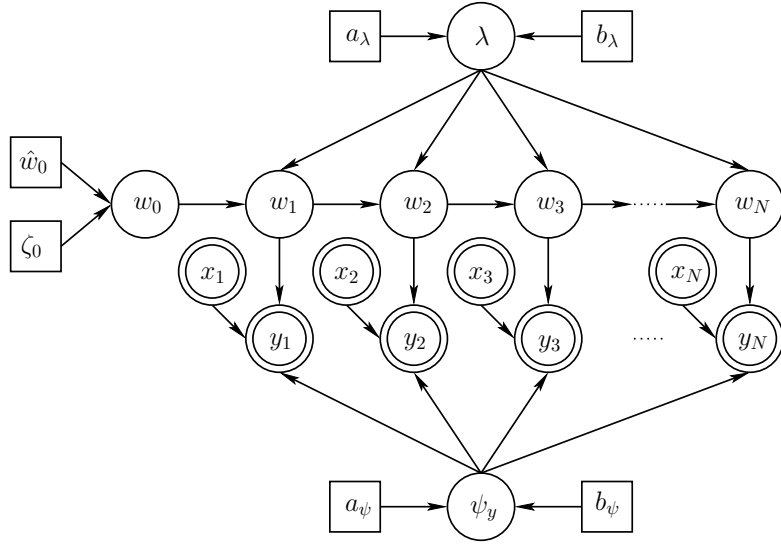 a_λ λ b_λ
ŵ_0
w_0 w_1 w_2 w_3 ...... w_N
ζ_0
x_1 x_2 x_3 x_N
y_1 y_2 y_3 ..... y_N
a_ψ ψ_y b_ψ